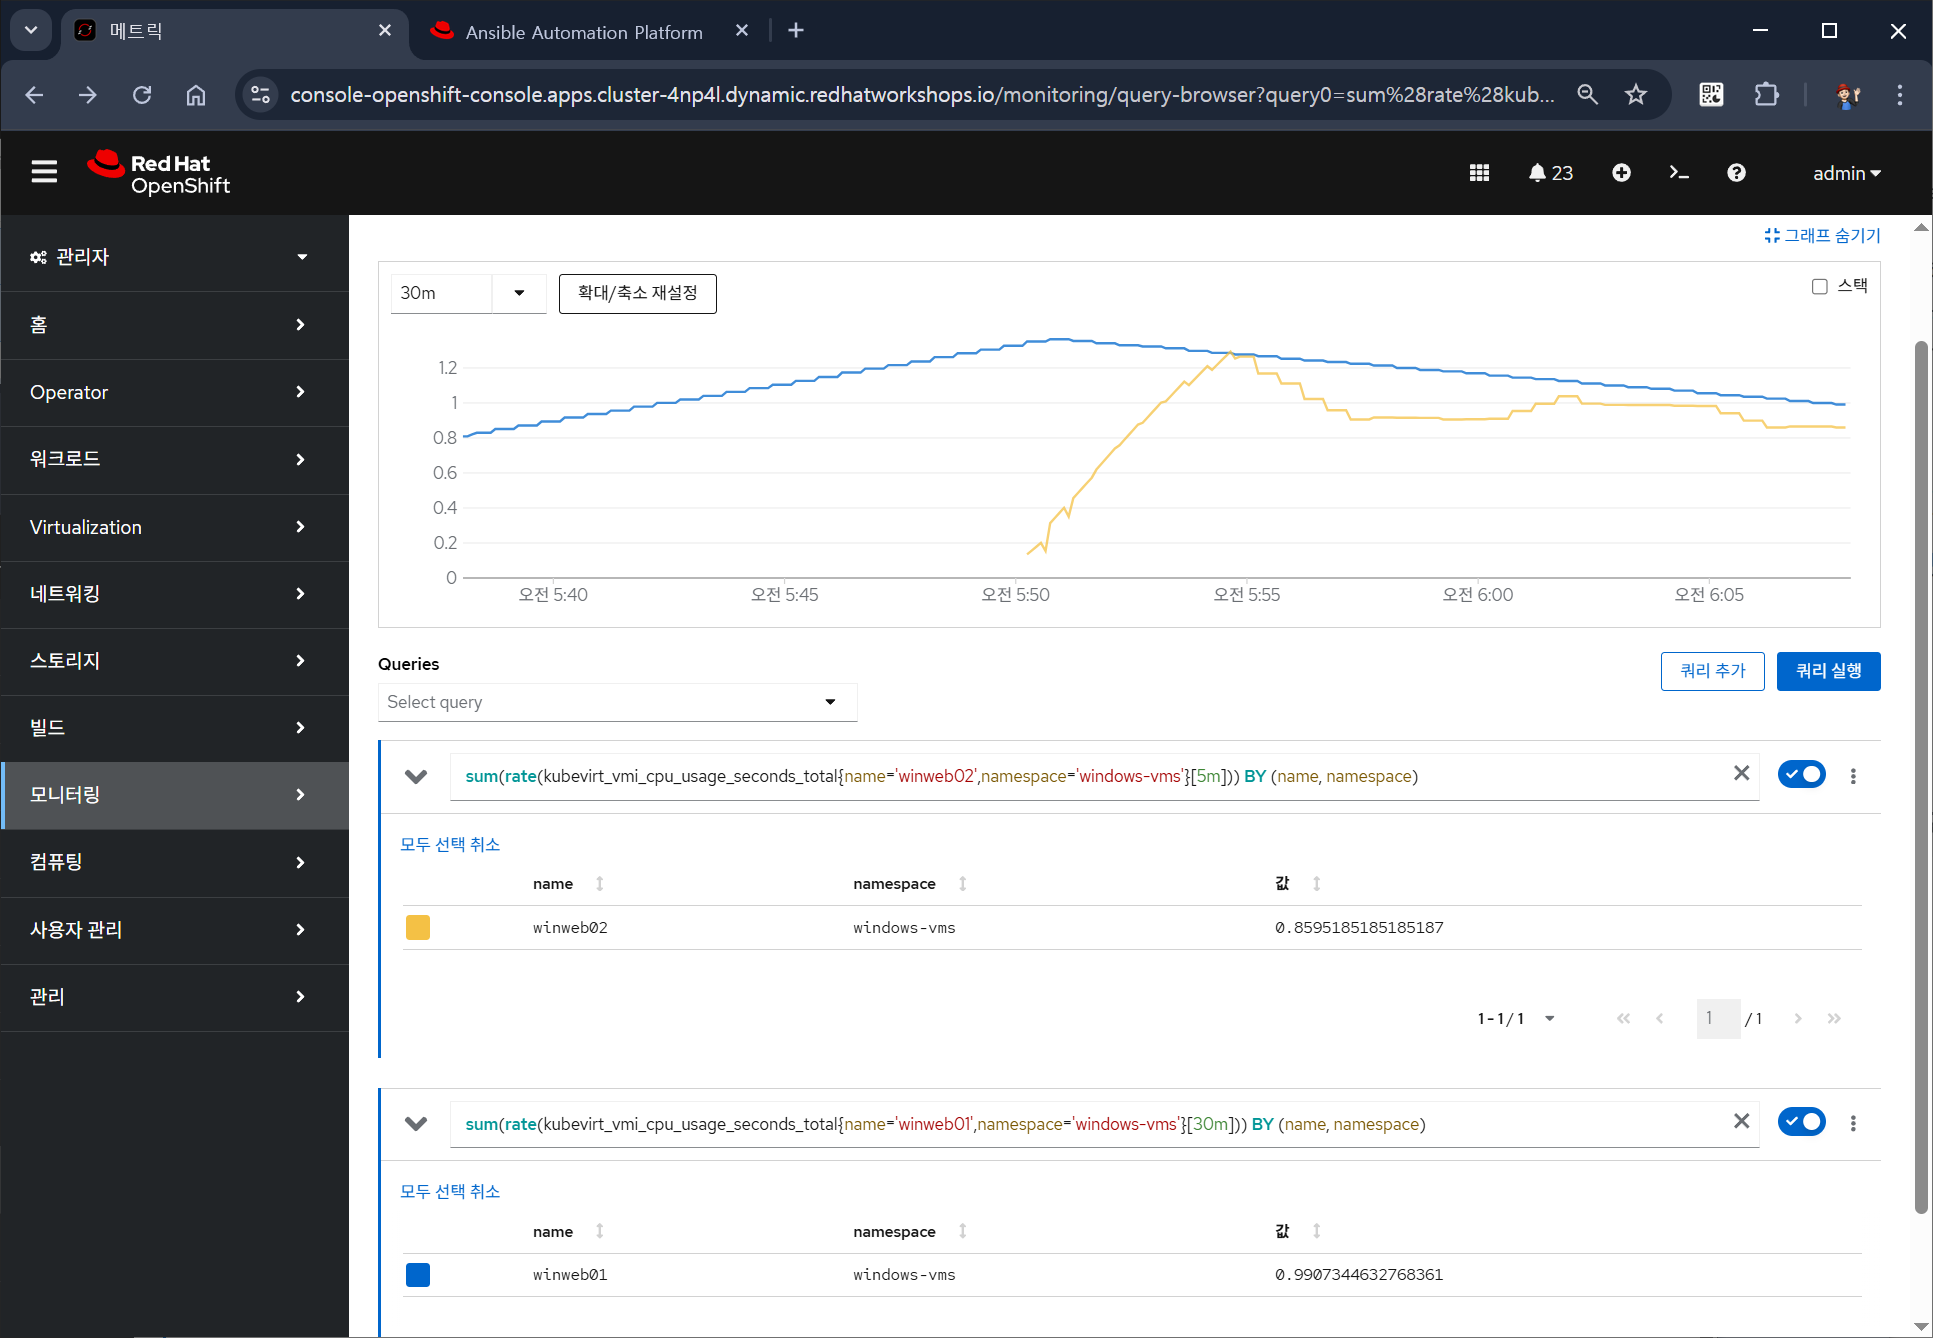 메트릭
Ansible Automation Platform
console-openshift-console.apps.cluster-4np4l.dynamic.redhatworkshops.io/monitoring/query-browser?query0=sum%28rate%28kub...
Red Hat
OpenShift
23
admin
관리자
홈
Operator
워크로드
Virtualization
네트워킹
스토리지
빌드
모니터링
컴퓨팅
사용자 관리
관리
그래프 숨기기
30m
확대/축소 재설정
스택
1.2
1
0.8
0.6
0.4
0.2
0
오전 5:40
오전 5:45
오전 5:50
오전 5:55
오전 6:00
오전 6:05
Queries
Select query
쿼리 추가
쿼리 실행
sum(rate(kubevirt_vmi_cpu_usage_seconds_total{name='winweb02',namespace='windows-vms'}[5m])) BY (name, namespace)
모두 선택 취소
name namespace 값
winweb02 windows-vms 0.8595185185185187
1 - 1 / 1
1 / 1
sum(rate(kubevirt_vmi_cpu_usage_seconds_total{name='winweb01',namespace='windows-vms'}[30m])) BY (name, namespace)
모두 선택 취소
name namespace 값
winweb01 windows-vms 0.9907344632768361